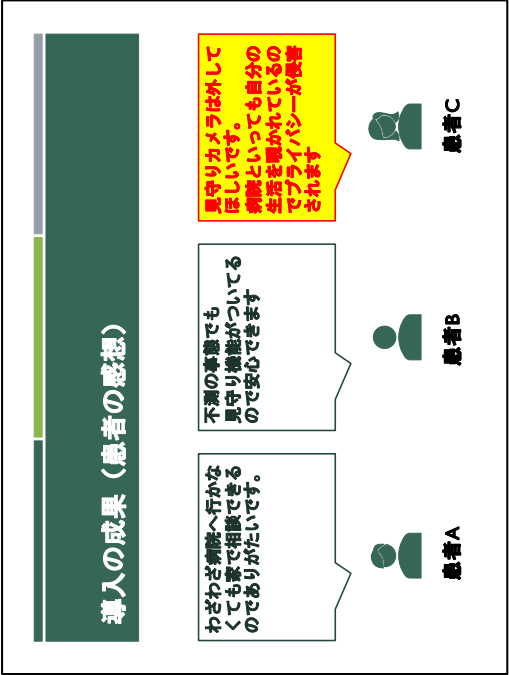 導入の成果（患者の感想）
わざわざ病院へ行かな
くても家で相談できる
のでありがたいです。
患者A
不測の事態でも
見守り機能がついてる
ので安心できます
患者B
見守りカメラは外して
ほしいです。
病院といっても自分の
生活を覗かれているの
でプライバシーが侵害
されます
患者C